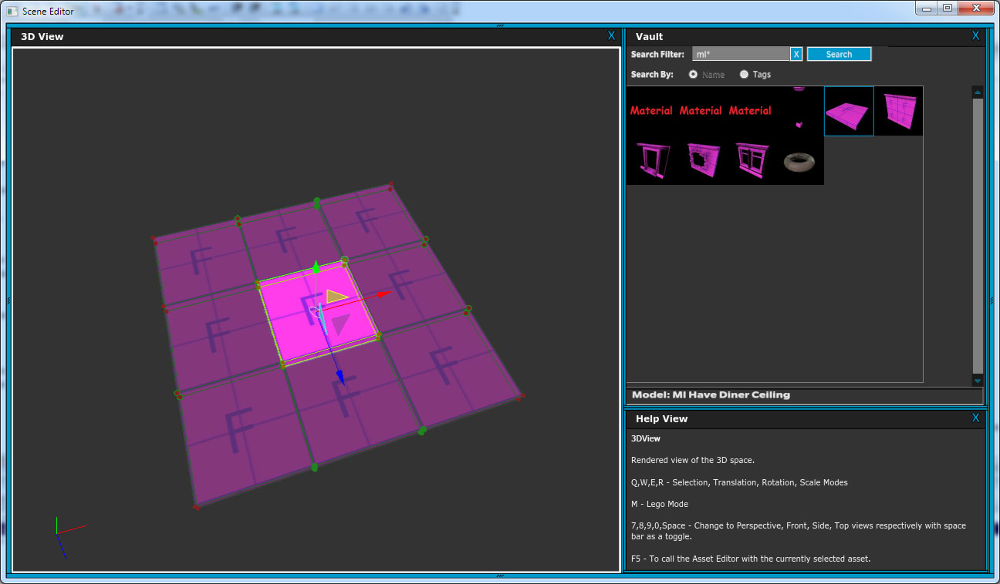 Scene Editor
3D View X
Vault X
Search Filter: ml* X Search
Search By: Name Tags
Material Material Material
F F F
F F F
F F F
Model: Ml Have Diner Ceiling
Help View X
3DView
Rendered view of the 3D space.
Q,W,E,R - Selection, Translation, Rotation, Scale Modes
M - Lego Mode
7,8,9,0,Space - Change to Perspective, Front, Side, Top views respectively with space
bar as a toggle.
F5 - To call the Asset Editor with the currently selected asset.